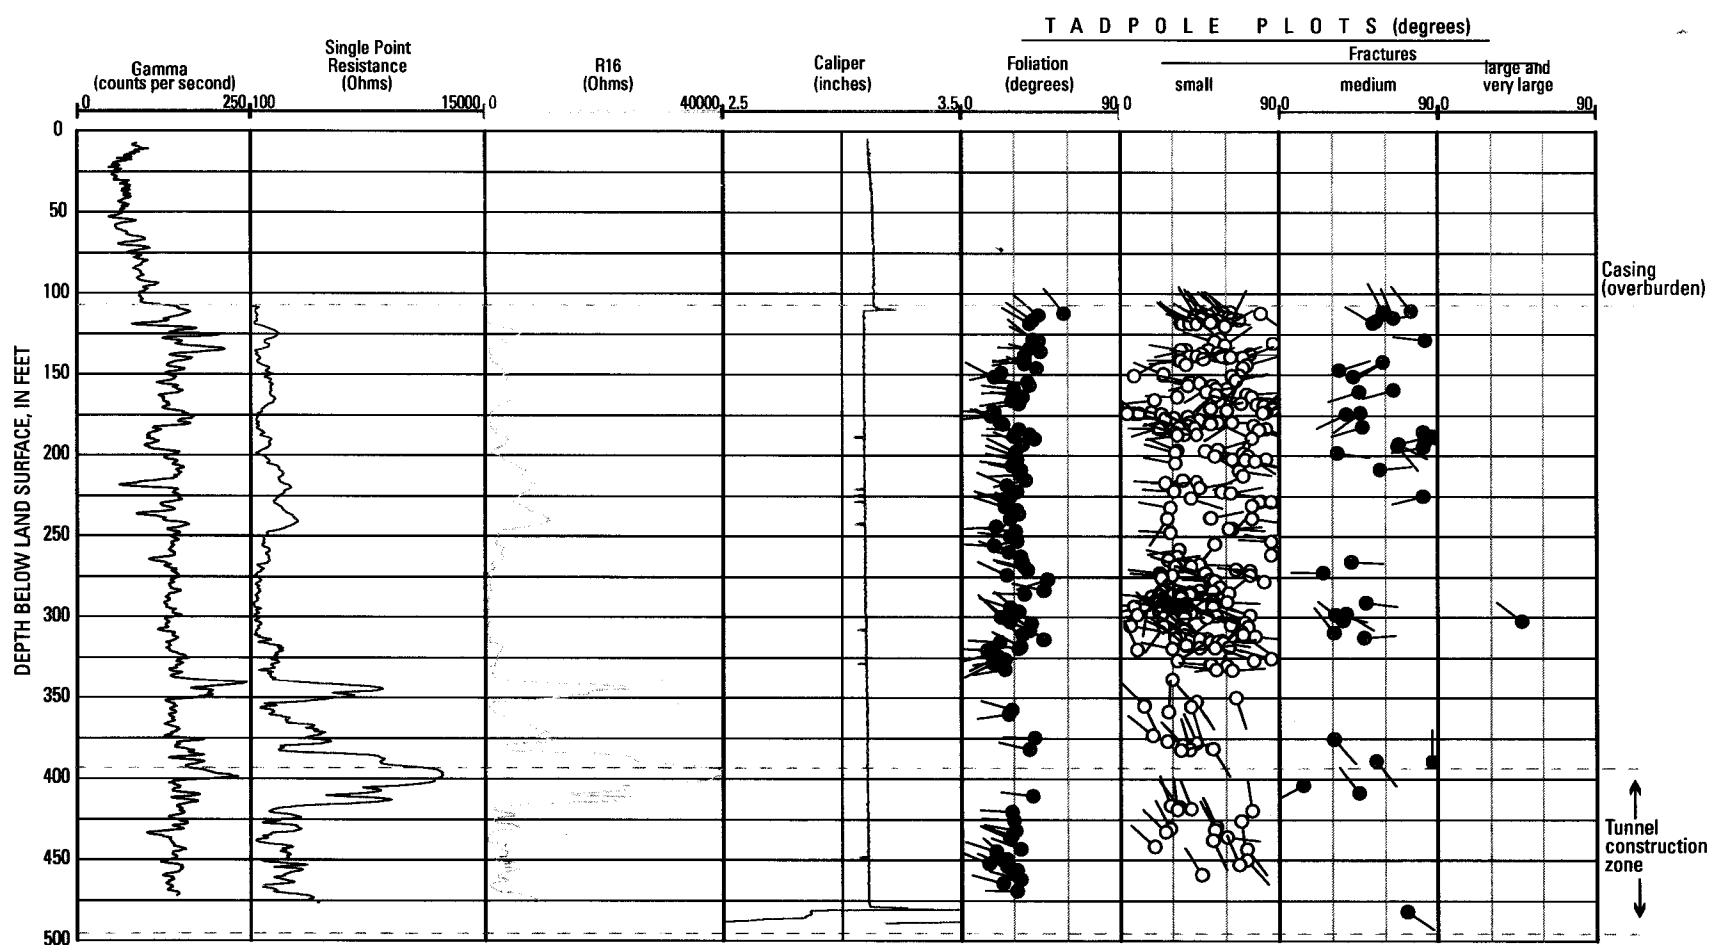 T A D P O L E P L O T S (degrees)
Fractures
Gamma
(counts per second)
Single Point
Resistance
(Ohms)
R16
(Ohms)
Caliper
(inches)
Foliation
(degrees)
small
medium
large and
very large
0 250 100 15000 0 40000 2.5 3.5 0 90 0 90 0 90 0 90
DEPTH BELOW LAND SURFACE, IN FEET
0
50
100
150
200
250
300
350
400
450
500
Casing
(overburden)
Tunnel
construction
zone